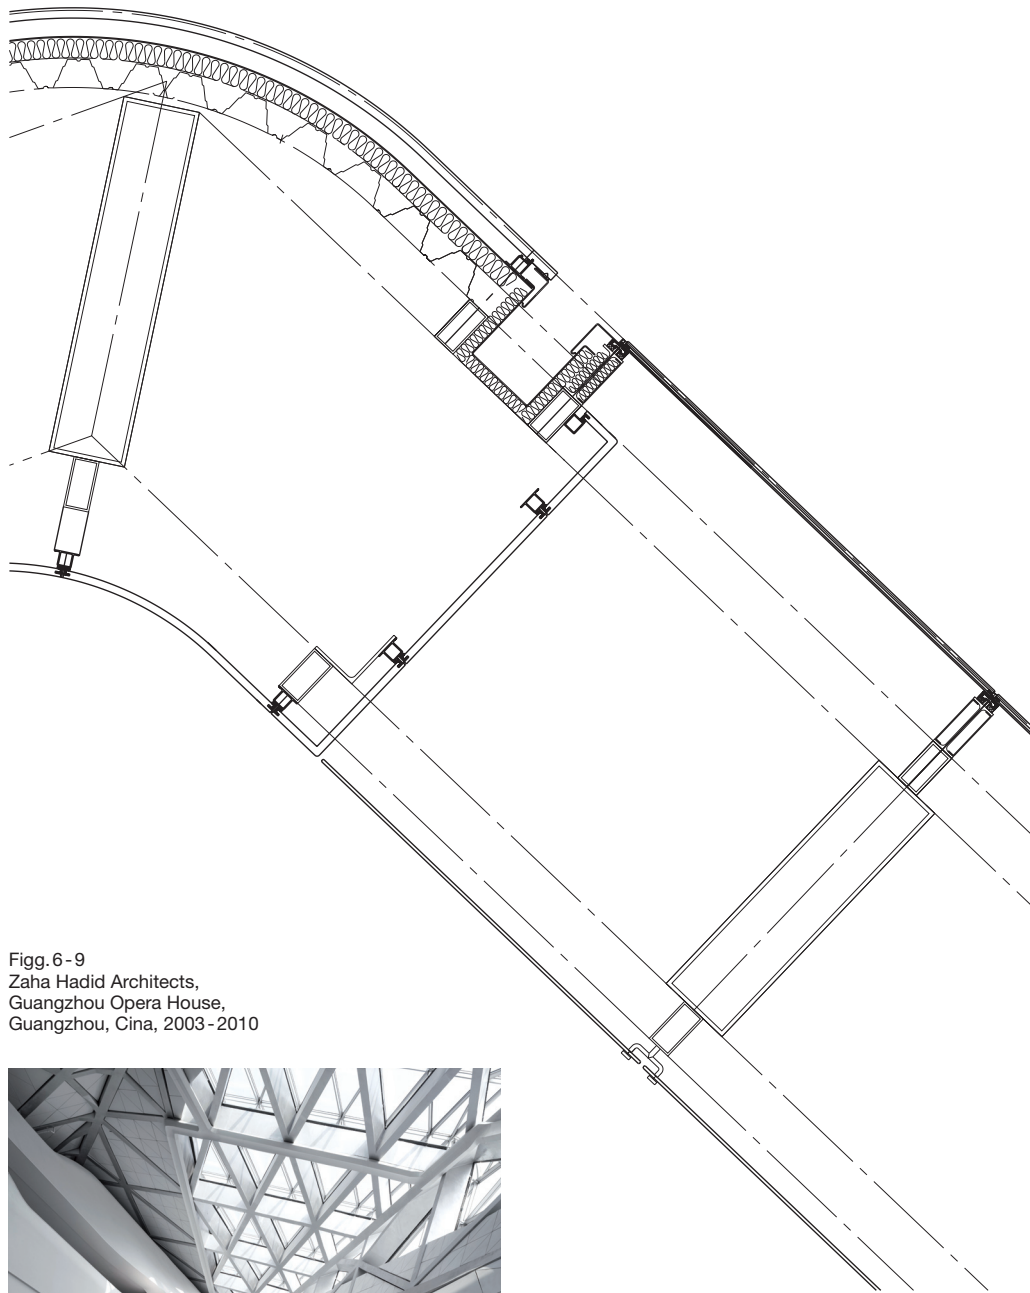 Figg. 6-9
Zaha Hadid Architects,
Guangzhou Opera House,
Guangzhou, Cina, 2003-2010